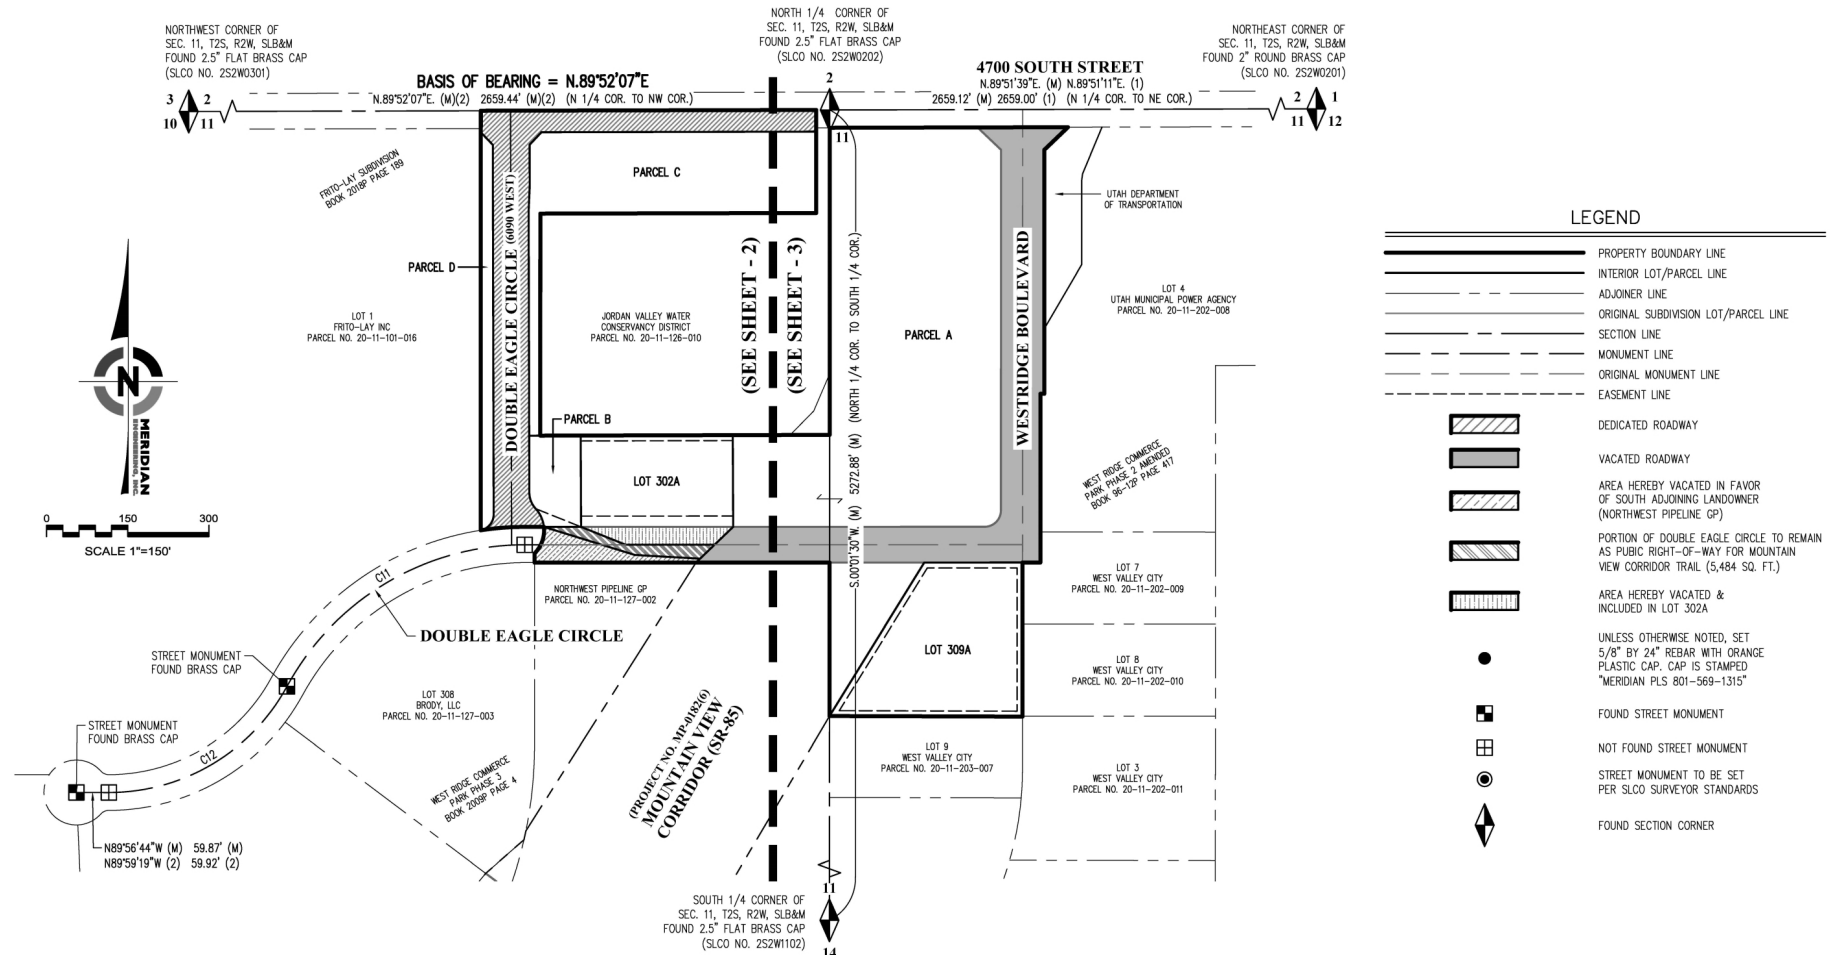 NORTHWEST CORNER OF
SEC. 11, T2S, R2W, SLB&M
FOUND 2.5" FLAT BRASS CAP
(SLCO NO. 2S2W0301)
NORTH 1/4 CORNER OF
SEC. 11, T2S, R2W, SLB&M
FOUND 2.5" FLAT BRASS CAP
(SLCO NO. 2S2W0202)
NORTHEAST CORNER OF
SEC. 11, T2S, R2W, SLB&M
FOUND 2" ROUND BRASS CAP
(SLCO NO. 2S2W0201)
BASIS OF BEARING = N.89°52'07"E
N.89°52'07"E. (M)(2) 2659.44' (M)(2) (N 1/4 COR. TO NW COR.)
4700 SOUTH STREET
N.89°51'39"E. (M) N.89°51'11"E. (1)
2659.12' (M) 2659.00' (1) (N 1/4 COR. TO NE COR.)
3 2
10 11
2
11
2 1
11 12
FRITO-LAY SUBDIVISION
BOOK 2018P PAGE 189
PARCEL C
PARCEL D
DOUBLE EAGLE CIRCLE (6090 WEST)
LOT 1
FRITO-LAY INC
PARCEL NO. 20-11-101-016
JORDAN VALLEY WATER
CONSERVANCY DISTRICT
PARCEL NO. 20-11-126-010
(SEE SHEET - 2)
(SEE SHEET - 3)
S.00°01'30"W. (M) 5272.88' (M) (NORTH 1/4 COR. TO SOUTH 1/4 COR.)
PARCEL A
WESTRIDGE BOULEVARD
UTAH DEPARTMENT
OF TRANSPORTATION
LOT 4
UTAH MUNICIPAL POWER AGENCY
PARCEL NO. 20-11-202-008
WEST RIDGE COMMERCE
PARK PHASE 2 AMENDED
BOOK 96-12P PAGE 417
PARCEL B
LOT 302A
N
MERIDIAN
ENGINEERING, INC.
0 150 300
SCALE 1"=150'
C11
NORTHWEST PIPELINE GP
PARCEL NO. 20-11-127-002
DOUBLE EAGLE CIRCLE
STREET MONUMENT
FOUND BRASS CAP
LOT 308
BRODY, LLC
PARCEL NO. 20-11-127-003
STREET MONUMENT
FOUND BRASS CAP
C12
WEST RIDGE COMMERCE
PARK PHASE 3
BOOK 2009P PAGE 4
(PROJECT NO. MP-0182(6)
MOUNTAIN VIEW
CORRIDOR (SR-85)
N89°56'44"W (M) 59.87' (M)
N89°59'19"W (2) 59.92' (2)
LOT 309A
LOT 7
WEST VALLEY CITY
PARCEL NO. 20-11-202-009
LOT 8
WEST VALLEY CITY
PARCEL NO. 20-11-202-010
LOT 9
WEST VALLEY CITY
PARCEL NO. 20-11-203-007
LOT 3
WEST VALLEY CITY
PARCEL NO. 20-11-202-011
11
14
SOUTH 1/4 CORNER OF
SEC. 11, T2S, R2W, SLB&M
FOUND 2.5" FLAT BRASS CAP
(SLCO NO. 2S2W1102)
LEGEND
PROPERTY BOUNDARY LINE
INTERIOR LOT/PARCEL LINE
ADJOINER LINE
ORIGINAL SUBDIVISION LOT/PARCEL LINE
SECTION LINE
MONUMENT LINE
ORIGINAL MONUMENT LINE
EASEMENT LINE
DEDICATED ROADWAY
VACATED ROADWAY
AREA HEREBY VACATED IN FAVOR
OF SOUTH ADJOINING LANDOWNER
(NORTHWEST PIPELINE GP)
PORTION OF DOUBLE EAGLE CIRCLE TO REMAIN
AS PUBIC RIGHT-OF-WAY FOR MOUNTAIN
VIEW CORRIDOR TRAIL (5,484 SQ. FT.)
AREA HEREBY VACATED &
INCLUDED IN LOT 302A
UNLESS OTHERWISE NOTED, SET
5/8" BY 24" REBAR WITH ORANGE
PLASTIC CAP. CAP IS STAMPED
"MERIDIAN PLS 801-569-1315"
FOUND STREET MONUMENT
NOT FOUND STREET MONUMENT
STREET MONUMENT TO BE SET
PER SLCO SURVEYOR STANDARDS
FOUND SECTION CORNER